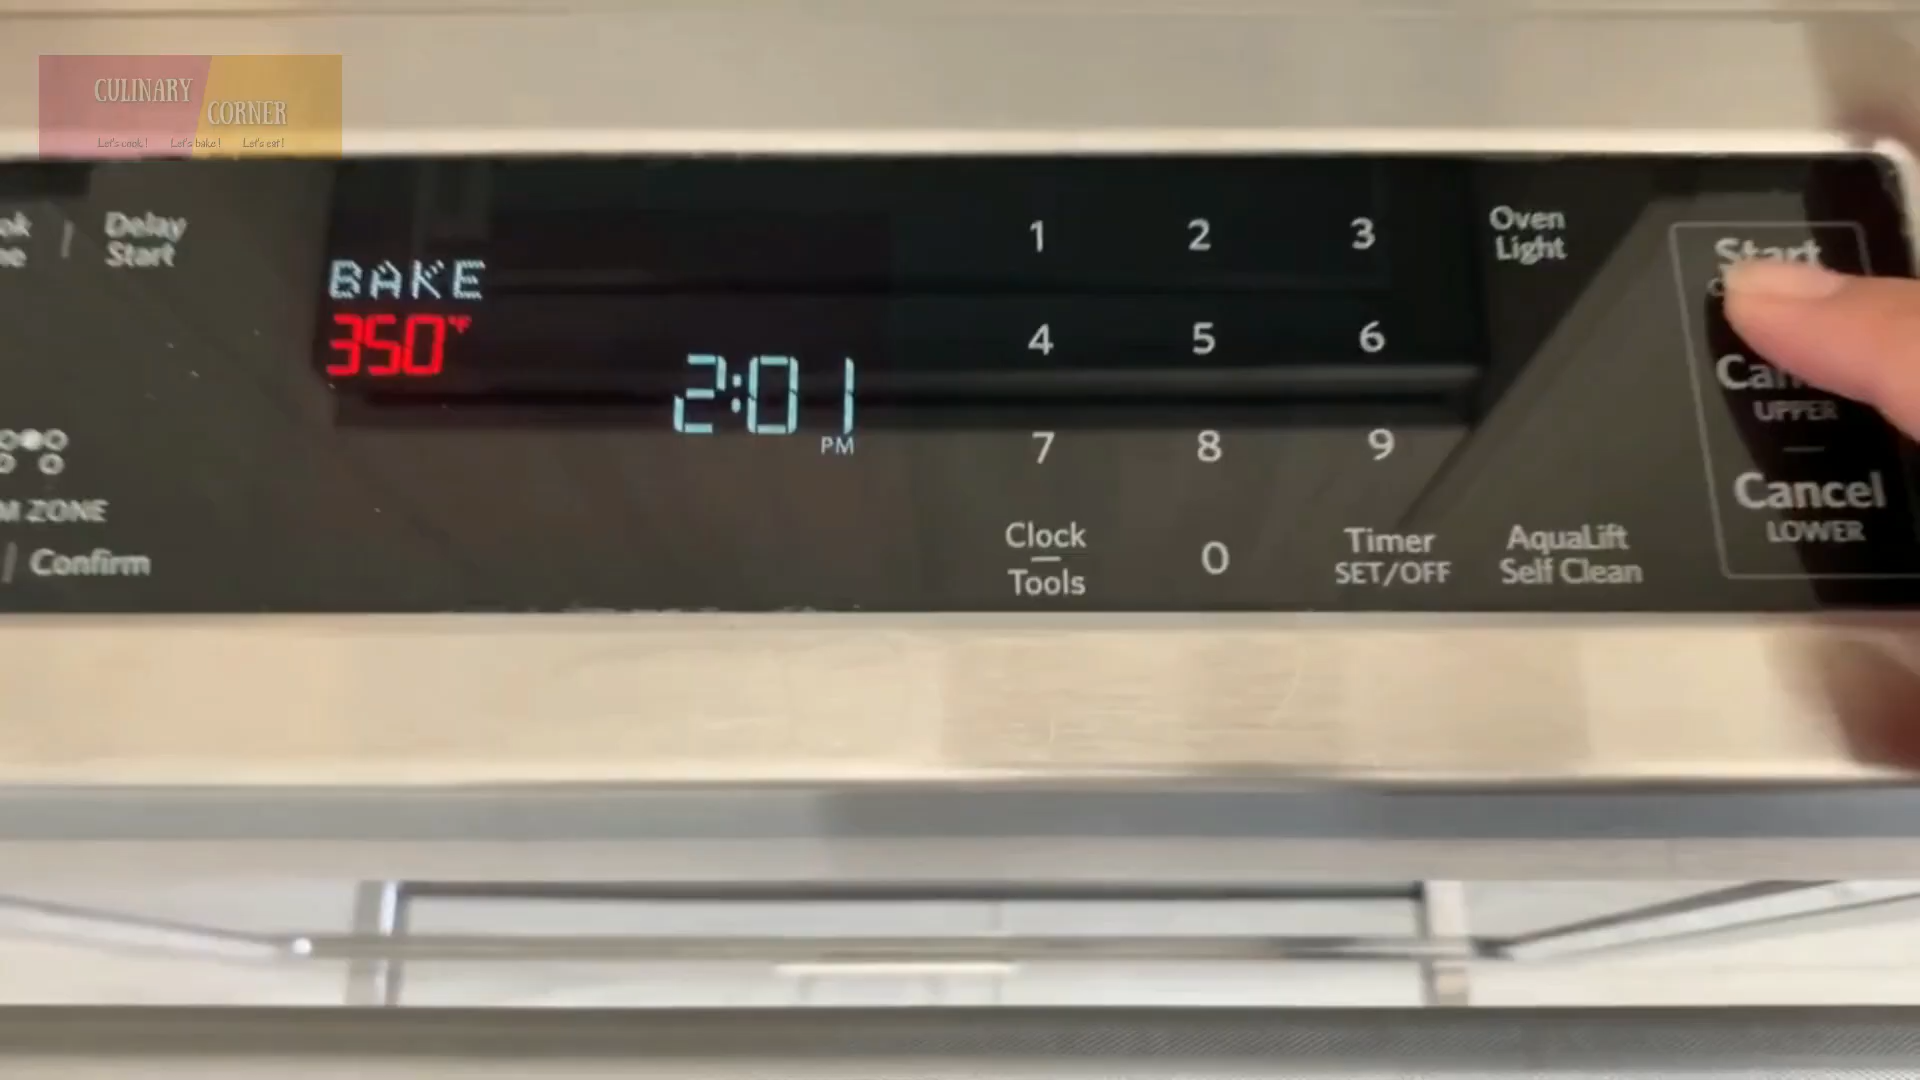 CULINARY
CORNER
Let's cook! Let's bake! Let's eat!
Delay
Start
BAKE
350°F
2:01
PM
1 2 3
4 5 6
7 8 9
Clock
Tools
0
Timer
SET/OFF
Oven
Light
AquaLift
Self Clean
Start
UPPER
Cancel
LOWER
ZONE
Confirm